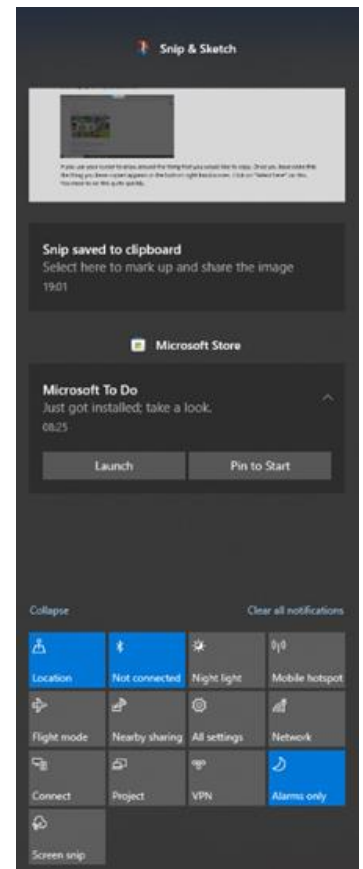 Snip & Sketch
Snip saved to clipboard
Select here to mark up and share the image
19:01
Microsoft Store
Microsoft To Do
Just got installed; take a look.
08:25
Launch
Pin to Start
Collapse
Clear all notifications
Location
Not connected
Night light
Mobile hotspot
Flight mode
Nearby sharing
All settings
Network
Connect
Project
VPN
Alarms only
Screen snip